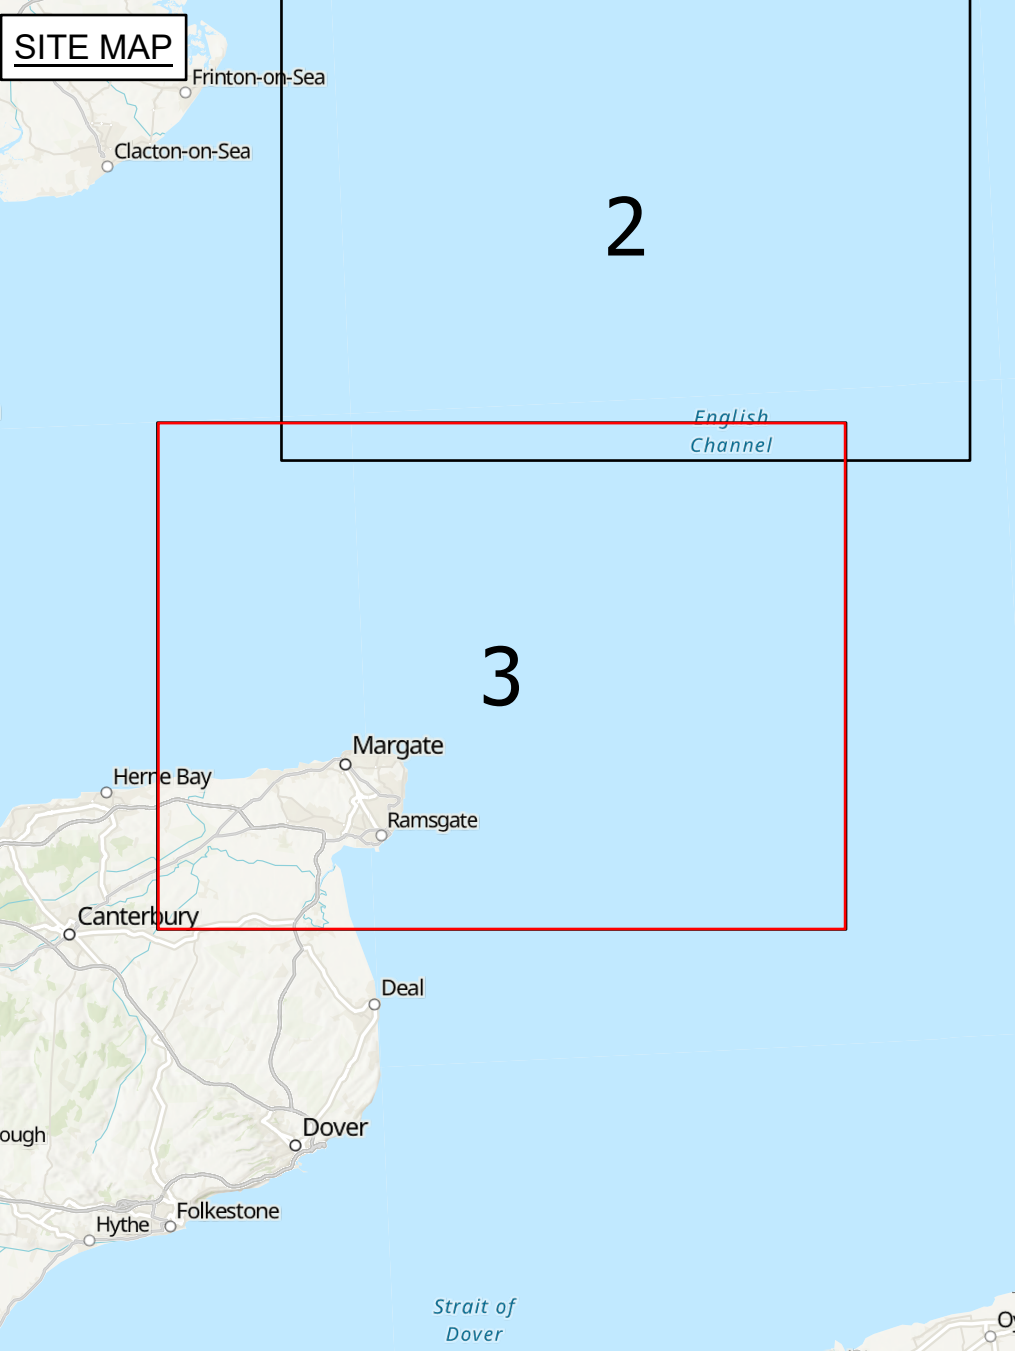 SITE MAP
Frinton-on-Sea
Clacton-on-Sea
2
English
Channel
3
Margate
Herne Bay
Ramsgate
Canterbury
Deal
Dover
ough
Folkestone
Hythe
Strait of
Dover
Oy